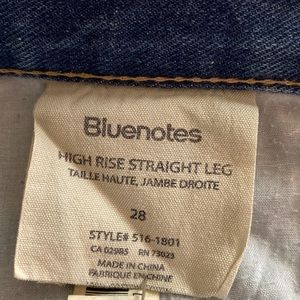 Bluenotes
HIGH RISE STRAIGHT LEG
TAILLE HAUTE, JAMBE DROITE
28
STYLE# 516-1801
CA 02985 RN 73023
MADE IN CHINA
FABRIQUE EN CHINE